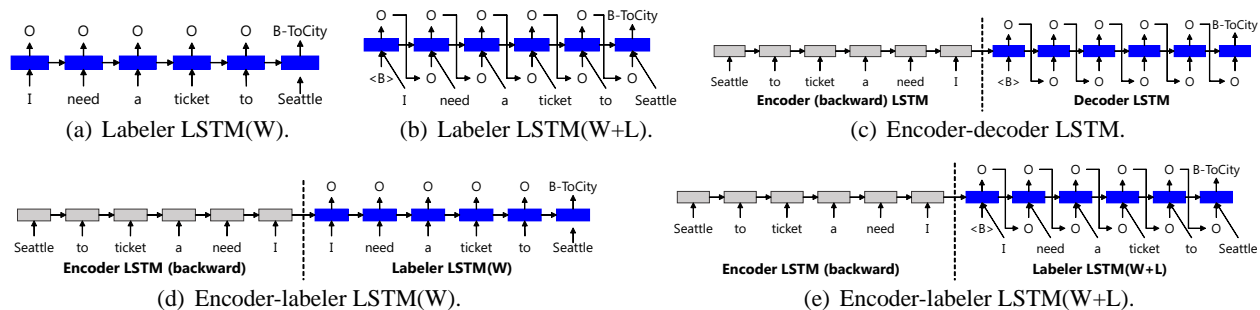 O O O O O B-ToCity
I need a ticket to Seattle
(a) Labeler LSTM(W).
O O O O O B-ToCity
<B> O O O O O
I need a ticket to Seattle
(b) Labeler LSTM(W+L).
O O O O O B-ToCity
Seattle to ticket a need I <B> O O O O O
Encoder (backward) LSTM Decoder LSTM
(c) Encoder-decoder LSTM.
O O O O O B-ToCity
Seattle to ticket a need I I need a ticket to Seattle
Encoder LSTM (backward) Labeler LSTM(W)
(d) Encoder-labeler LSTM(W).
O O O O O B-ToCity
Seattle to ticket a need I <B> O O O O O
I need a ticket to Seattle
Encoder LSTM (backward) Labeler LSTM(W+L)
(e) Encoder-labeler LSTM(W+L).